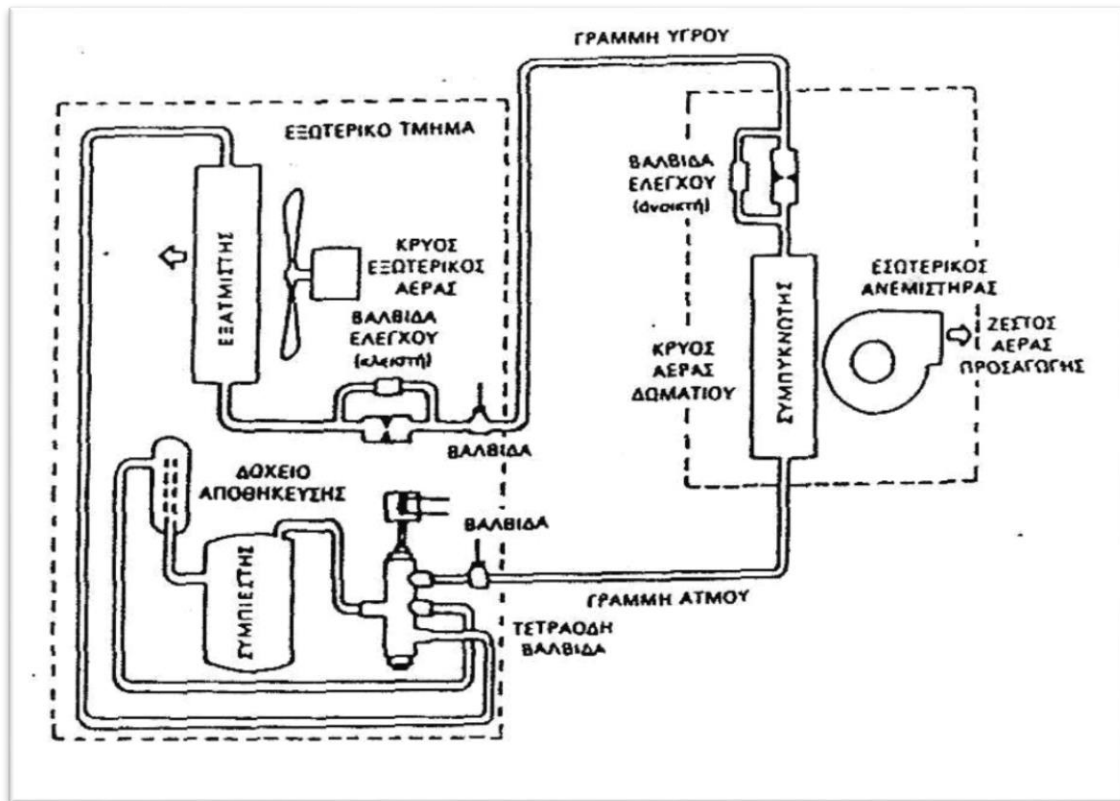 ΓΡΑΜΜΗ ΥΓΡΟΥ
ΕΞΩΤΕΡΙΚΟ ΤΜΗΜΑ
ΕΞΑΤΜΙΣΤΗΣ
ΚΡΥΟΣ
ΕΞΩΤΕΡΙΚΟΣ
ΑΕΡΑΣ
ΒΑΛΒΙΔΑ
ΕΛΕΓΧΟΥ
(κλειστή)
ΒΑΛΒΙΔΑ
ΒΑΛΒΙΔΑ
ΕΛΕΓΧΟΥ
(ἀνοικτή)
ΣΥΜΠΥΚΝΩΤΗΣ
ΕΣΩΤΕΡΙΚΟΣ
ΑΝΕΜΙΣΤΗΡΑΣ
ΖΕΣΤΟΣ
ΑΕΡΑΣ
ΠΡΟΣΑΓΩΓΗΣ
ΚΡΥΟΣ
ΑΕΡΑΣ
ΔΩΜΑΤΙΟΥ
ΔΟΧΕΙΟ
ΑΠΟΘΗΚΕΥΣΗΣ
ΣΥΜΠΙΕΣΤΗΣ
ΒΑΛΒΙΔΑ
ΓΡΑΜΜΗ ΑΤΜΟΥ
ΤΕΤΡΑΟΔΗ
ΒΑΛΒΙΔΑ